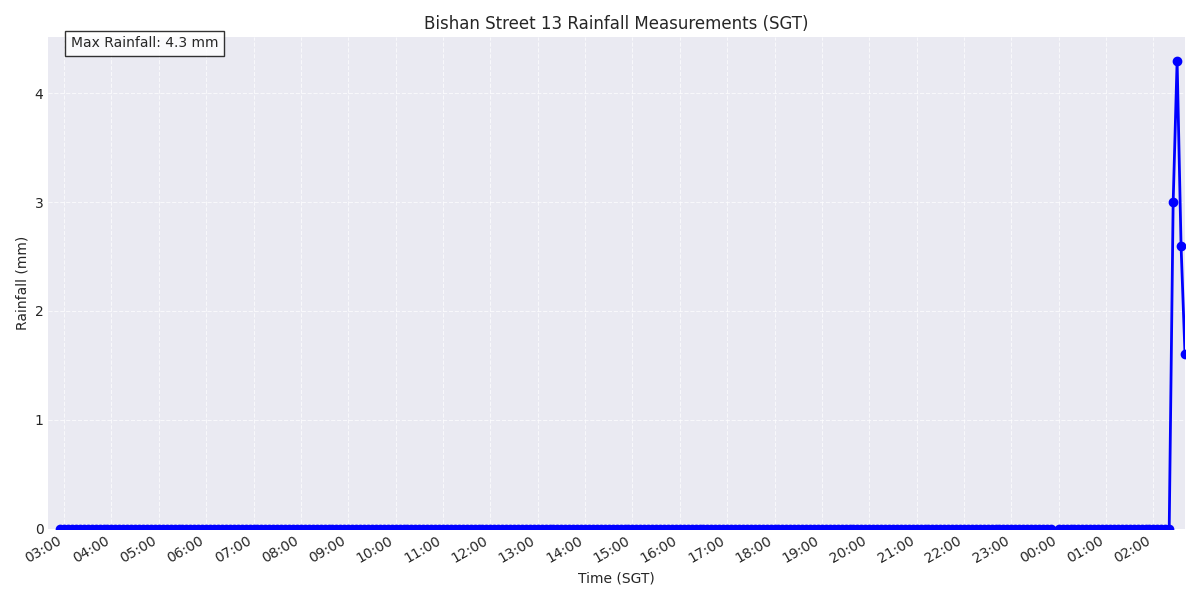 Bishan Street 13 Rainfall Measurements (SGT)
Max Rainfall: 4.3 mm
Rainfall (mm)
4
3
2
1
0
03:00 04:00 05:00 06:00 07:00 08:00 09:00 10:00 11:00 12:00 13:00 14:00 15:00 16:00 17:00 18:00 19:00 20:00 21:00 22:00 23:00 00:00 01:00 02:00
Time (SGT)